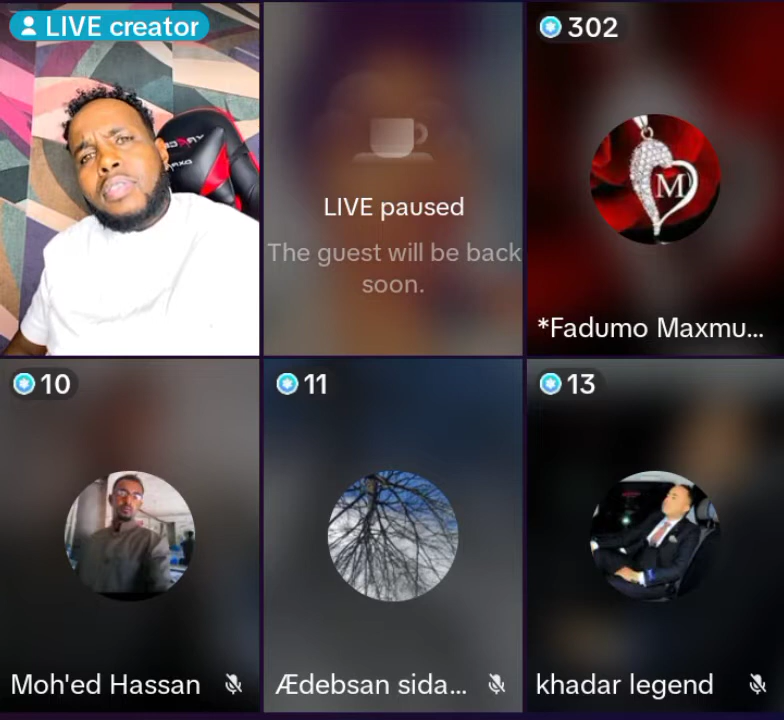 LIVE creator
302
LIVE paused
The guest will be back
soon.
M
*Fadumo Maxmu...
10
11
13
Moh'ed Hassan
Ædebsan sida...
khadar legend